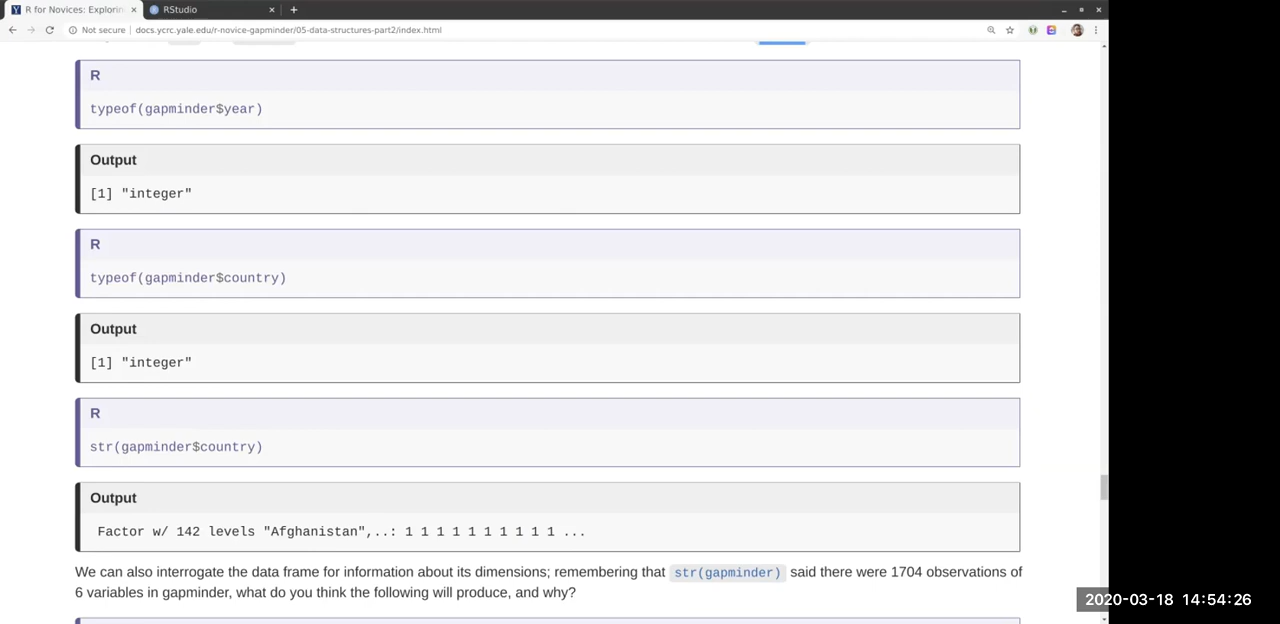 R for Novices: Explorin
RStudio
Not secure | docs.ycrc.yale.edu/r-novice-gapminder/05-data-structures-part2/index.html
R
typeof(gapminder$year)
Output
[1] "integer"
R
typeof(gapminder$country)
Output
[1] "integer"
R
str(gapminder$country)
Output
Factor w/ 142 levels "Afghanistan",..: 1 1 1 1 1 1 1 1 1 1 ...
We can also interrogate the data frame for information about its dimensions; remembering that str(gapminder) said there were 1704 observations of
6 variables in gapminder, what do you think the following will produce, and why?
2020-03-18 14:54:26